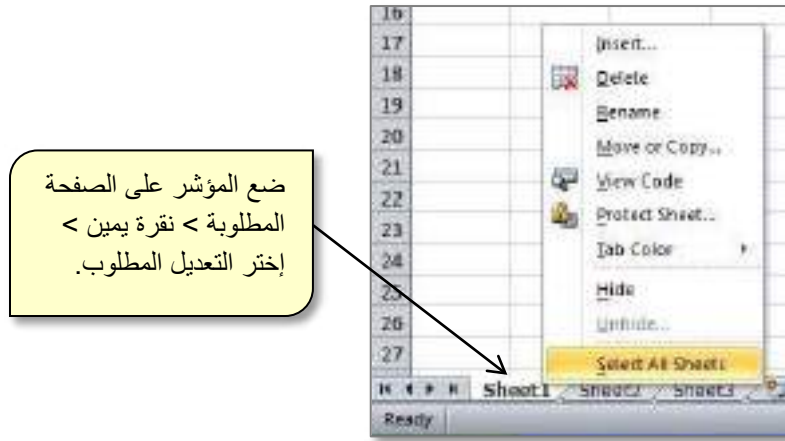 ضع المؤشر على الصفحة
المطلوبة > نقرة يمين >
إختر التعديل المطلوب.
16
17
18
19
20
21
22
23
24
25
26
27
Insert...
Delete
Rename
Move or Copy...
View Code
Protect Sheet...
Tab Color
Hide
Unhide...
Select All Sheets
Sheet1 Sheet2 Sheet3
Ready